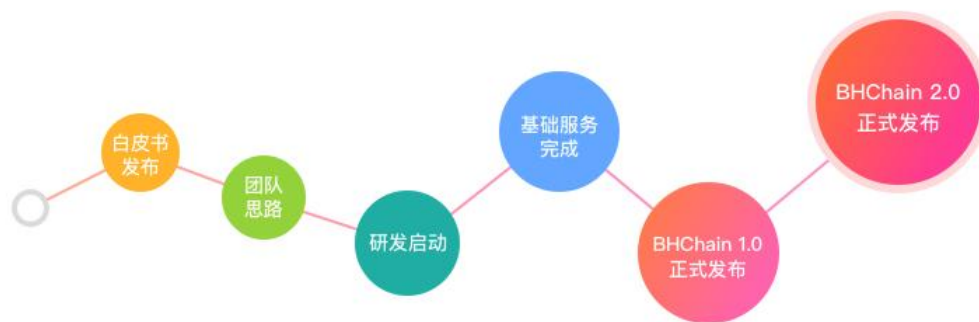 白皮书
发布
团队
思路
研发启动
基础服务
完成
BHChain 1.0
正式发布
BHChain 2.0
正式发布